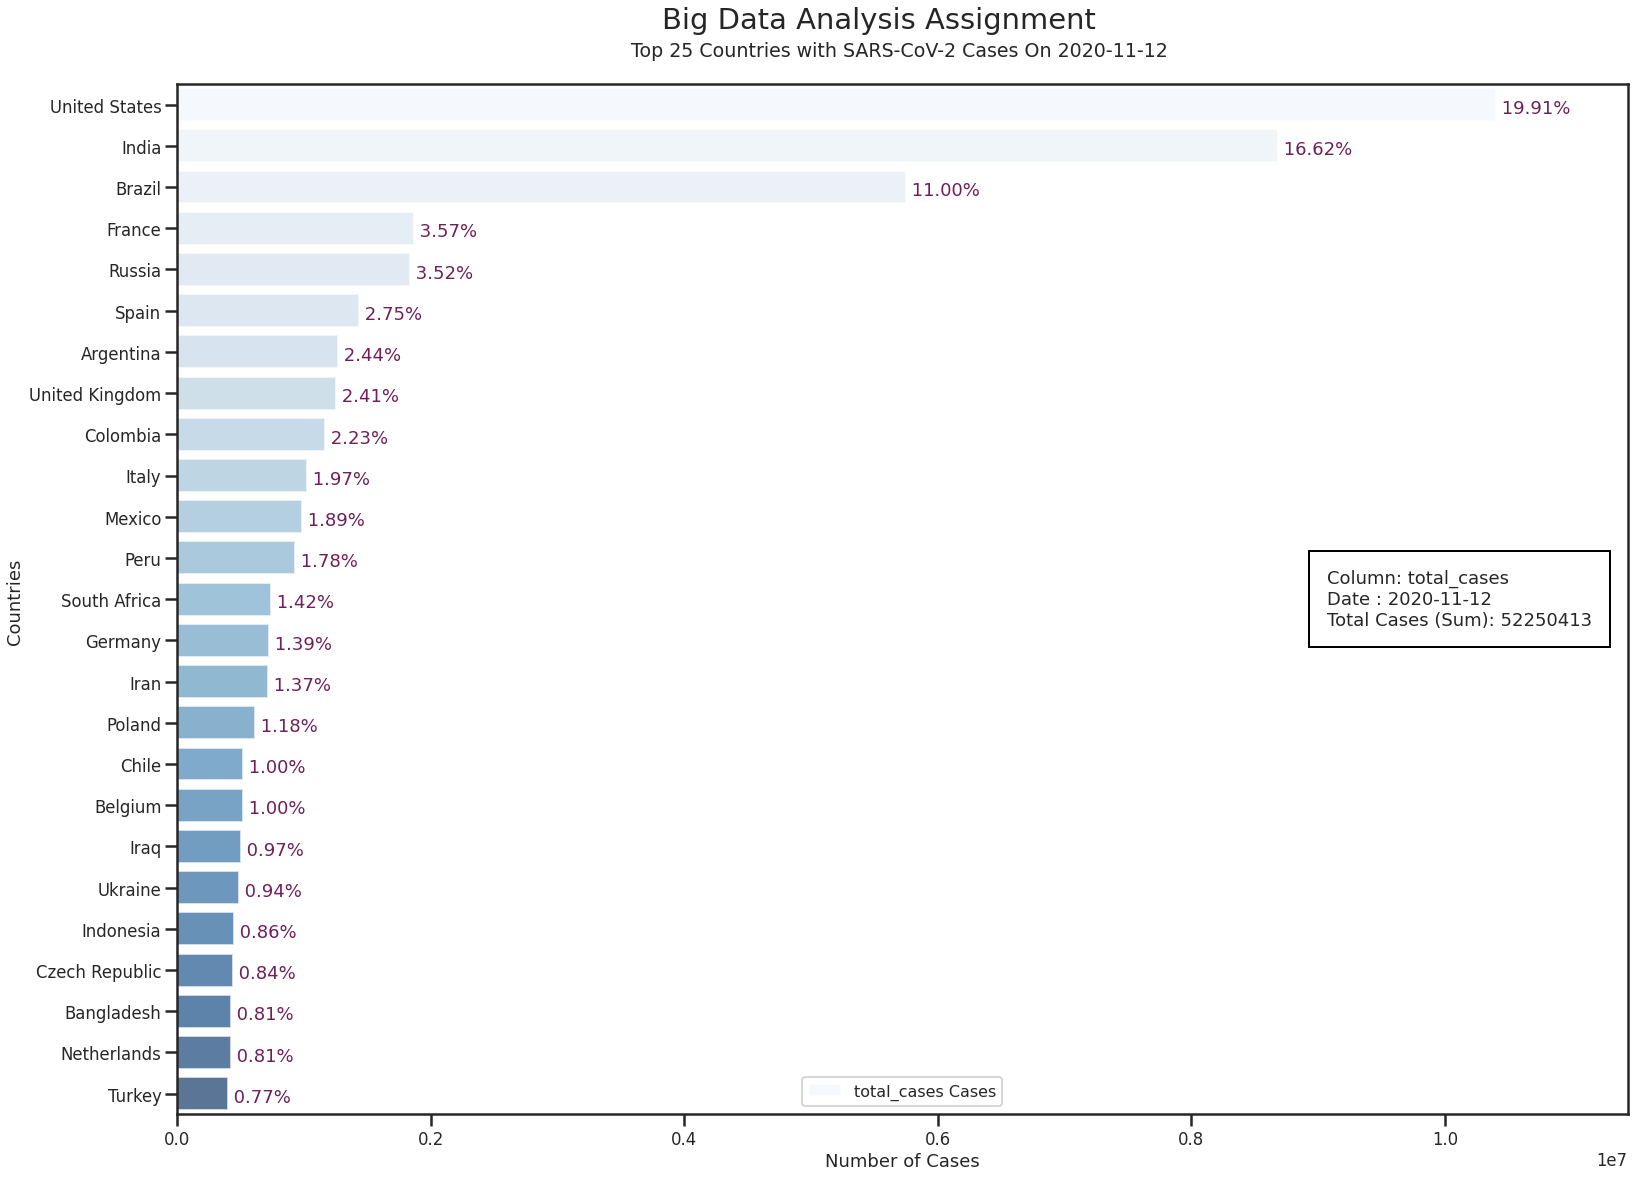 Big Data Analysis Assignment
Top 25 Countries with SARS-CoV-2 Cases On 2020-11-12
United States 19.91%
India 16.62%
Brazil 11.00%
France 3.57%
Russia 3.52%
Spain 2.75%
Argentina 2.44%
United Kingdom 2.41%
Colombia 2.23%
Italy 1.97%
Mexico 1.89%
Peru 1.78%
South Africa 1.42%
Germany 1.39%
Iran 1.37%
Poland 1.18%
Chile 1.00%
Belgium 1.00%
Iraq 0.97%
Ukraine 0.94%
Indonesia 0.86%
Czech Republic 0.84%
Bangladesh 0.81%
Netherlands 0.81%
Turkey 0.77%
Countries
Column: total_cases
Date : 2020-11-12
Total Cases (Sum): 52250413
total_cases Cases
0.0 0.2 0.4 0.6 0.8 1.0
1e7
Number of Cases